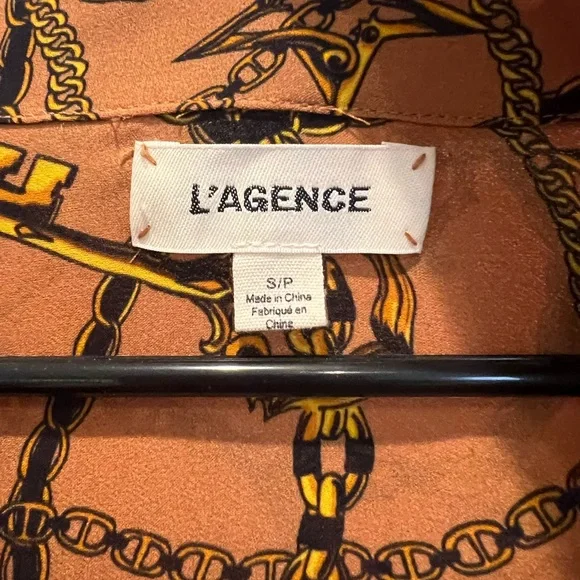 L'AGENCE
S/P
Made in China
Fabriqué en
Chine